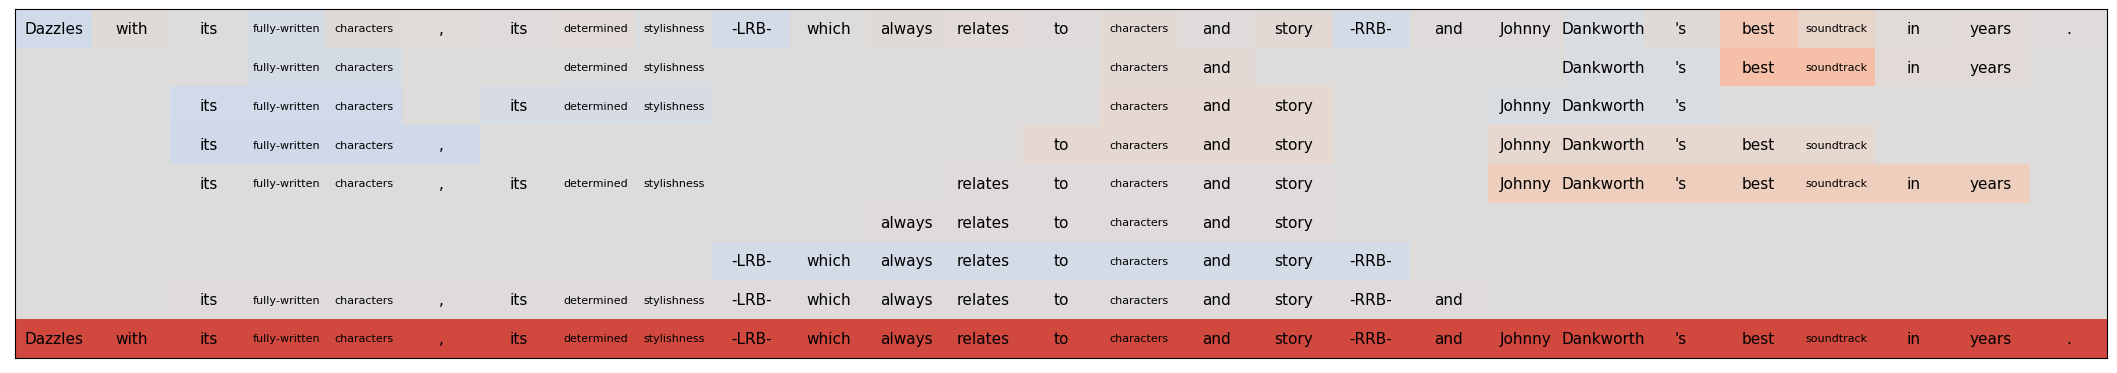 Dazzles with its fully-written characters , its determined stylishness -LRB- which always relates to characters and story -RRB- and Johnny Dankworth 's best soundtrack in years .
fully-written characters determined stylishness characters and Dankworth 's best soundtrack in years
its fully-written characters its determined stylishness characters and story Johnny Dankworth 's
its fully-written characters , to characters and story Johnny Dankworth 's best soundtrack
its fully-written characters , its determined stylishness relates to characters and story Johnny Dankworth 's best soundtrack in years
always relates to characters and story
-LRB- which always relates to characters and story -RRB-
its fully-written characters , its determined stylishness -LRB- which always relates to characters and story -RRB- and
Dazzles with its fully-written characters , its determined stylishness -LRB- which always relates to characters and story -RRB- and Johnny Dankworth 's best soundtrack in years .